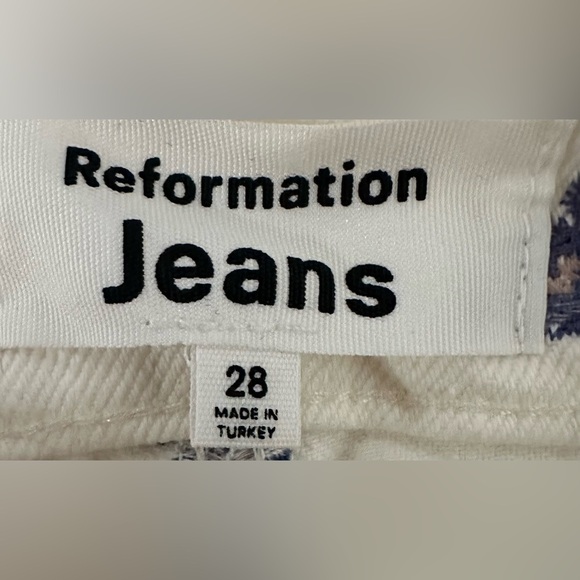 Reformation
Jeans
28
MADE IN
TURKEY